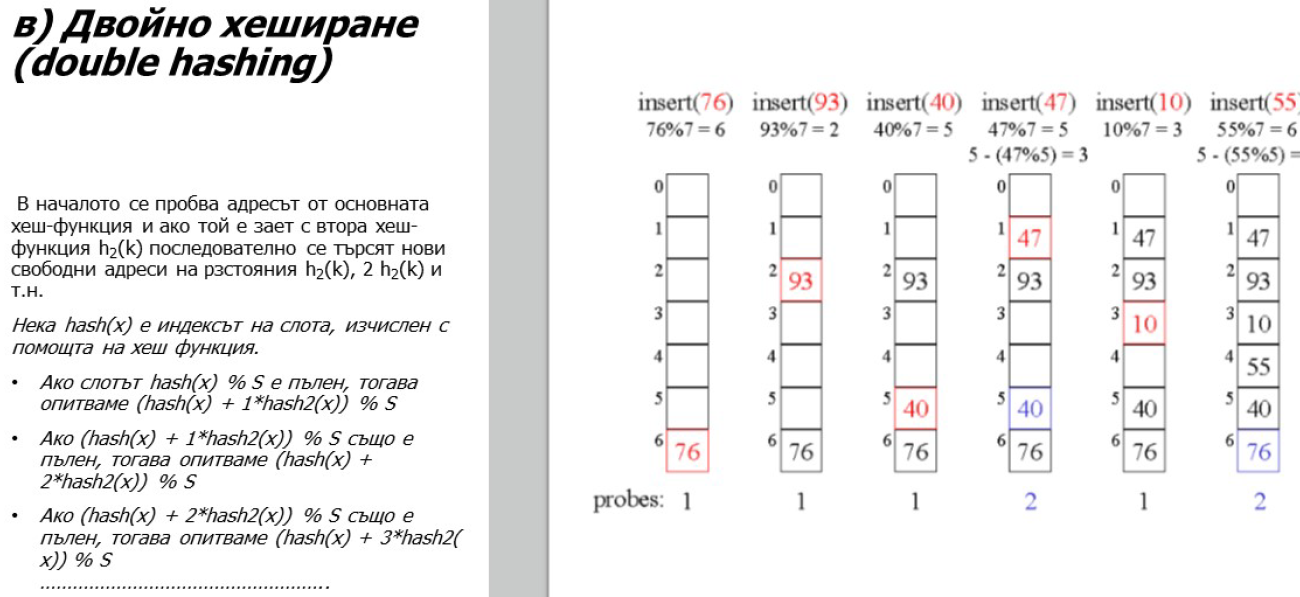 в) Двойно хеширане
(double hashing)
В началото се пробва адресът от основната
хеш-функция и ако той е зает с втора хеш-
функция h₂(k) последователно се търсят нови
свободни адреси на рзстояния h₂(k), 2 h₂(k) и
т.н.
Нека hash(x) е индексът на слота, изчислен с
помощта на хеш функция.
• Ако слотът hash(x) % S е пълен, тогава
опитваме (hash(x) + 1*hash2(x)) % S
• Ако (hash(x) + 1*hash2(x)) % S също е
пълен, тогава опитваме (hash(x) +
2*hash2(x)) % S
• Ако (hash(x) + 2*hash2(x)) % S също е
пълен, тогава опитваме (hash(x) + 3*hash2(
x)) % S
......................................................
insert(76) insert(93) insert(40) insert(47) insert(10) insert(55)
76%7 = 6 93%7 = 2 40%7 = 5 47%7 = 5 10%7 = 3 55%7 = 6
5 - (47%5) = 3 5 - (55%5) =
0 0 0 0 0 0
1 1 1 1 47 1 47 1 47
2 2 93 2 93 2 93 2 93 2 93
3 3 3 3 3 10 3 10
4 4 4 4 4 4 55
5 5 5 40 5 40 5 40 5 40
6 76 6 76 6 76 6 76 6 76 6 76
probes: 1 1 1 2 1 2